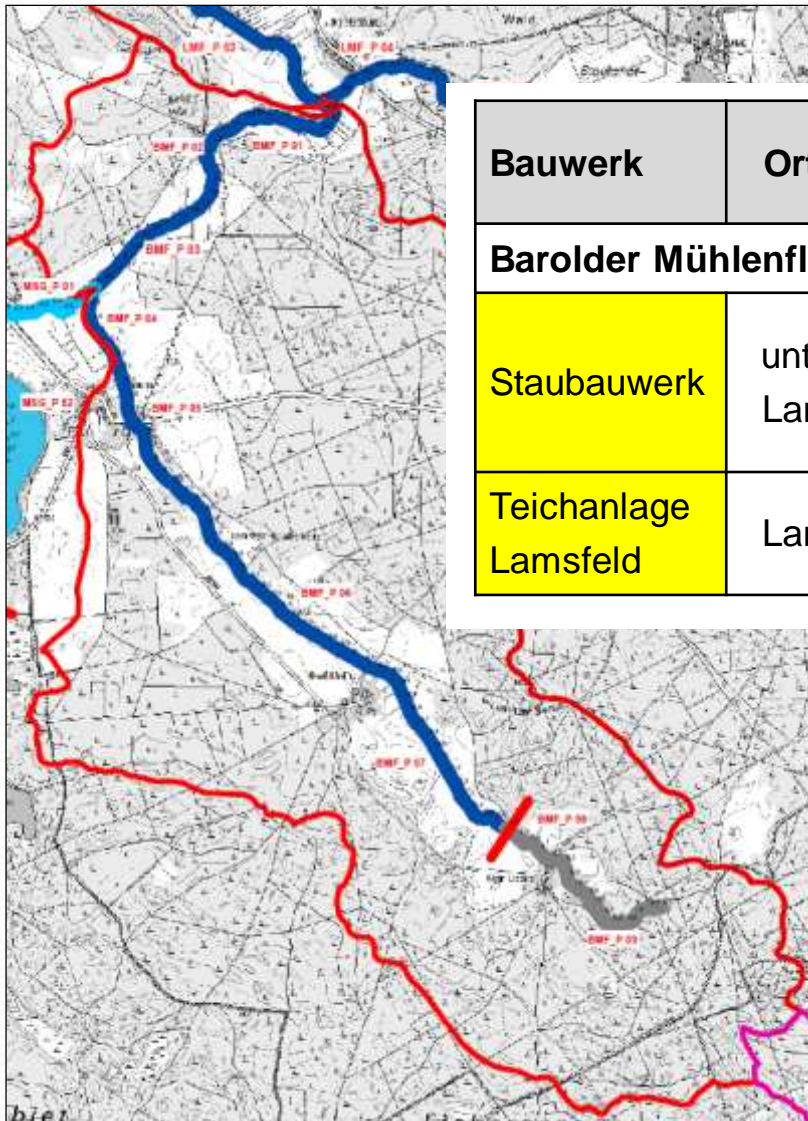 Wald
LMF_P 03
LMF_P 04
BMF_P 02
BMF_P 01
BMF_P 03
MSG_P 01
BMF_P 04
MSG_P 02
BMF_P 05
BMF_P 06
BMF_P 07
BMF_P 08
BMF_P 09
Bauwerk
Ort
Barolder Mühlenfl
Staubauwerk
unt
Lar
Teichanlage
Lamsfeld
Lar